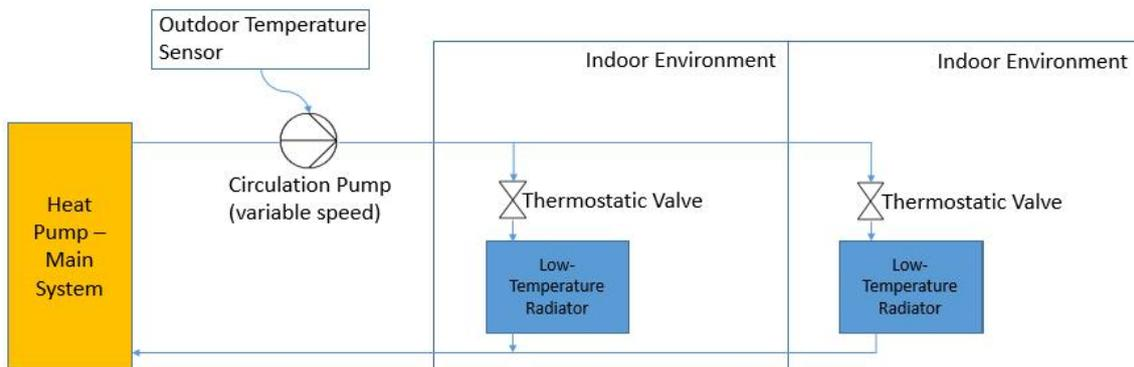 Outdoor Temperature
Sensor
Indoor Environment
Indoor Environment
Circulation Pump
(variable speed)
Thermostatic Valve
Thermostatic Valve
Heat
Pump –
Main
System
Low-
Temperature
Radiator
Low-
Temperature
Radiator